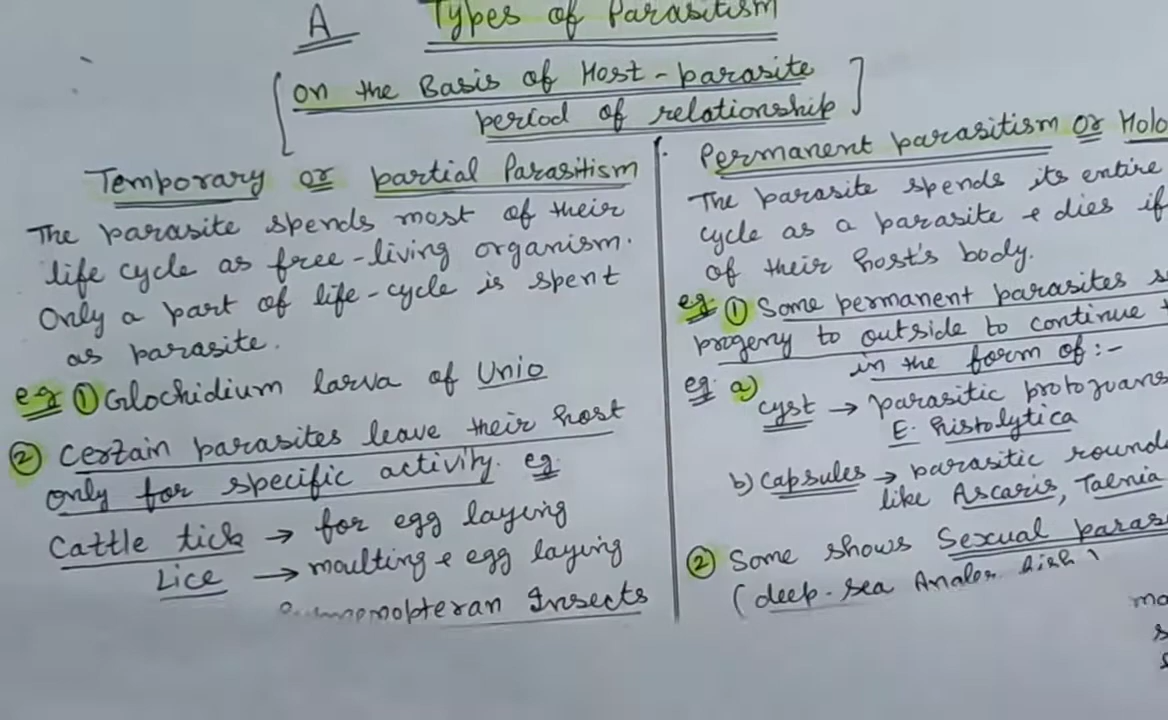 A Types of Parasitism
[on the Basis of Host-parasite
period of relationship]
Temporary or partial Parasitism
The parasite spends most of their
life cycle as free-living organism.
Only a part of life-cycle is spent
as parasite.
eg ① Glochidium larva of Unio
② Certain parasites leave their host
only for specific activity. eg
Cattle tick → for egg laying
Lice → moulting & egg laying
Insects
Permanent parasitism or Holo
The parasite spends its entire
cycle as a parasite & dies if
of their host's body.
eg ① Some permanent parasites s
progeny to outside to continue t
in the form of :-
eg a) cyst → parasitic protozoans
E. histolytica
b) Capsules → parasitic round
like Ascaris, Taenia
② Some shows Sexual paras
(deep-sea Angler fish)
ma
s
s